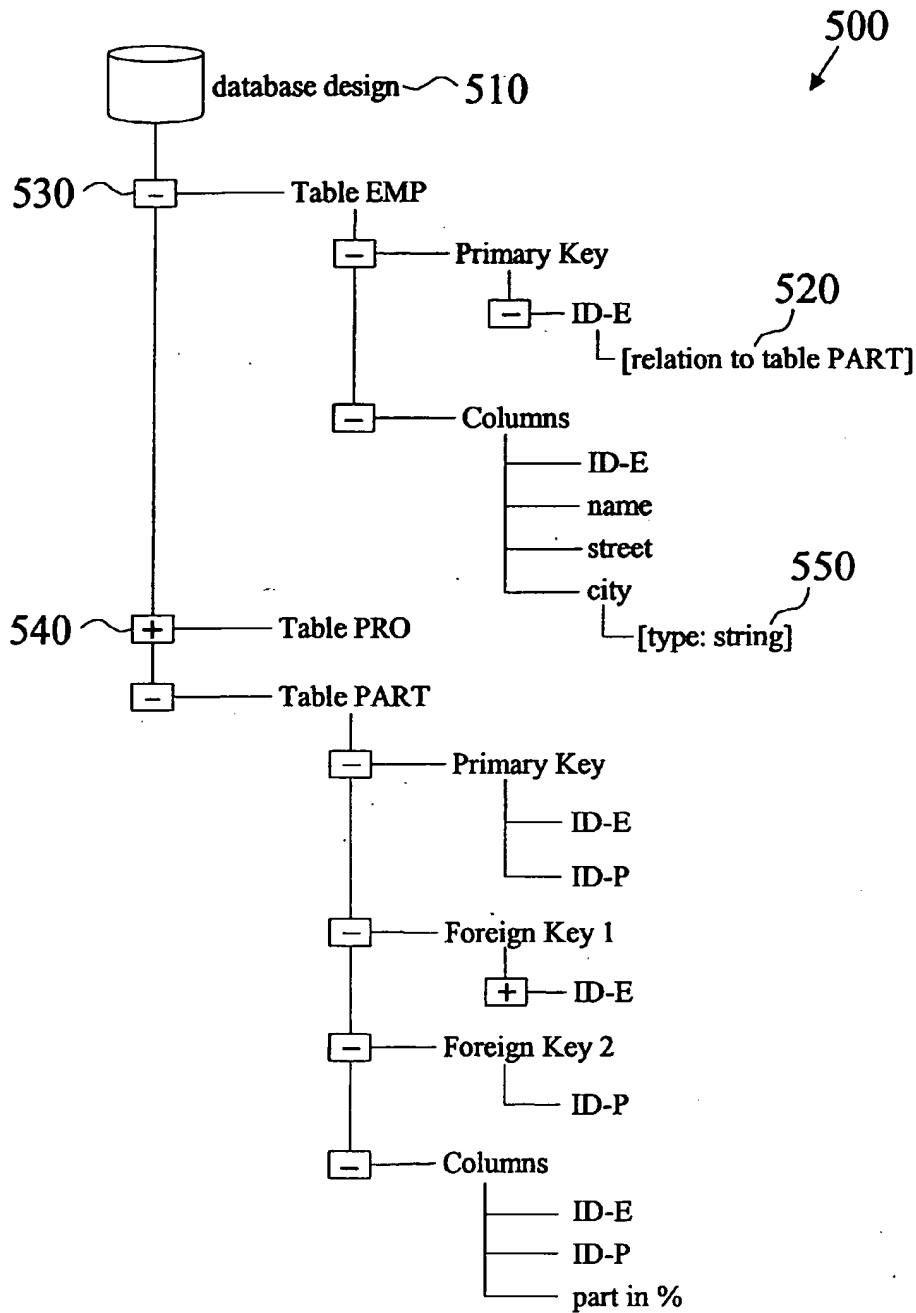 500
database design 510
530 − Table EMP
− Primary Key
− ID-E
520
[relation to table PART]
− Columns
ID-E
name
street
550
city
[type: string]
540 + Table PRO
− Table PART
− Primary Key
ID-E
ID-P
− Foreign Key 1
+ ID-E
− Foreign Key 2
ID-P
− Columns
ID-E
ID-P
part in %